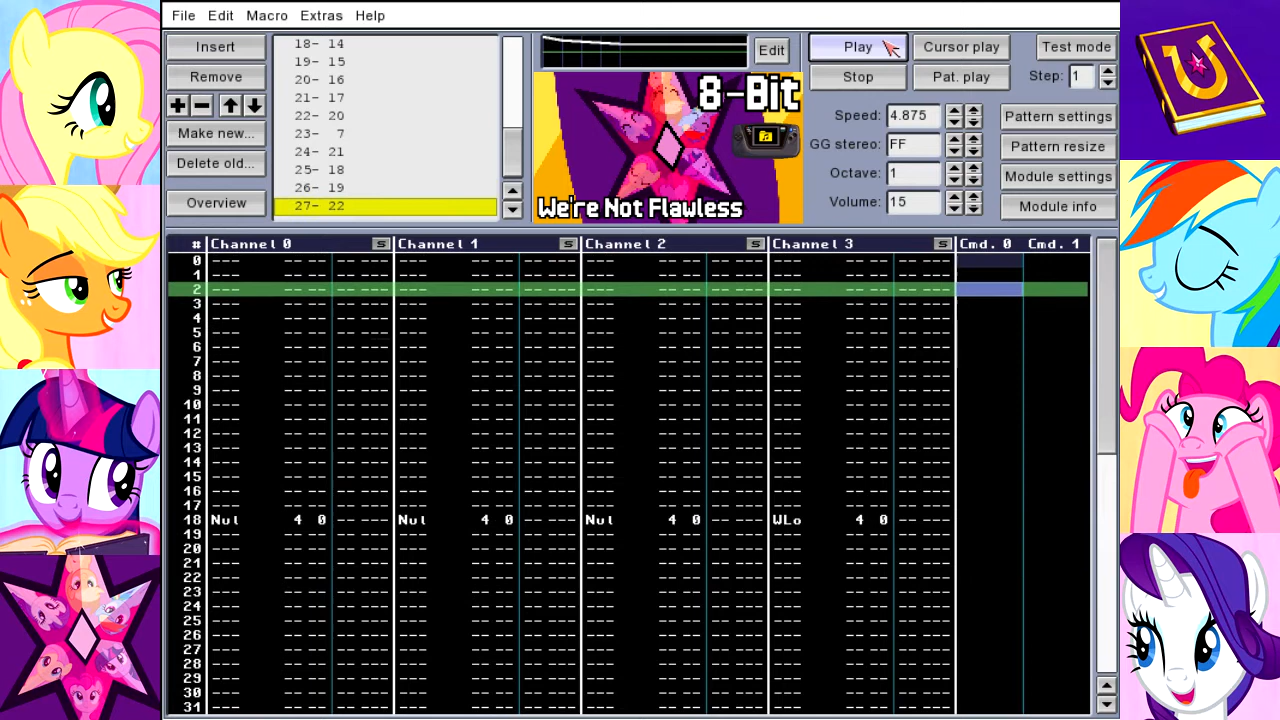 File Edit Macro Extras Help
Insert
Remove
Make new...
Delete old...
Overview
18- 14
19- 15
20- 16
21- 17
22- 20
23- 7
24- 21
25- 18
26- 19
27- 22
Edit
8-Bit
We're Not Flawless
Play Cursor play Test mode
Stop Pat. play Step: 1
Speed: 4.875 Pattern settings
GG stereo: FF Pattern resize
Octave: 1 Module settings
Volume: 15 Module info
# Channel 0 S Channel 1 S Channel 2 S Channel 3 S Cmd. 0 Cmd. 1
0 --- -- -- -- -- --- -- -- -- -- --- -- -- -- -- --- -- -- -- --
1 --- -- -- -- -- --- -- -- -- -- --- -- -- -- -- --- -- -- -- --
2 --- -- -- -- -- --- -- -- -- -- --- -- -- -- -- --- -- -- -- --
3 --- -- -- -- -- --- -- -- -- -- --- -- -- -- -- --- -- -- -- --
4 --- -- -- -- -- --- -- -- -- -- --- -- -- -- -- --- -- -- -- --
5 --- -- -- -- -- --- -- -- -- -- --- -- -- -- -- --- -- -- -- --
6 --- -- -- -- -- --- -- -- -- -- --- -- -- -- -- --- -- -- -- --
7 --- -- -- -- -- --- -- -- -- -- --- -- -- -- -- --- -- -- -- --
8 --- -- -- -- -- --- -- -- -- -- --- -- -- -- -- --- -- -- -- --
9 --- -- -- -- -- --- -- -- -- -- --- -- -- -- -- --- -- -- -- --
10 --- -- -- -- -- --- -- -- -- -- --- -- -- -- -- --- -- -- -- --
11 --- -- -- -- -- --- -- -- -- -- --- -- -- -- -- --- -- -- -- --
12 --- -- -- -- -- --- -- -- -- -- --- -- -- -- -- --- -- -- -- --
13 --- -- -- -- -- --- -- -- -- -- --- -- -- -- -- --- -- -- -- --
14 --- -- -- -- -- --- -- -- -- -- --- -- -- -- -- --- -- -- -- --
15 --- -- -- -- -- --- -- -- -- -- --- -- -- -- -- --- -- -- -- --
16 --- -- -- -- -- --- -- -- -- -- --- -- -- -- -- --- -- -- -- --
17 --- -- -- -- -- --- -- -- -- -- --- -- -- -- -- --- -- -- -- --
18 Nul 4 0 -- -- Nul 4 0 -- -- Nul 4 0 -- -- WLo 4 0 -- --
19 --- -- -- -- -- --- -- -- -- -- --- -- -- -- -- --- -- -- -- --
20 --- -- -- -- -- --- -- -- -- -- --- -- -- -- -- --- -- -- -- --
21 --- -- -- -- -- --- -- -- -- -- --- -- -- -- -- --- -- -- -- --
22 --- -- -- -- -- --- -- -- -- -- --- -- -- -- -- --- -- -- -- --
23 --- -- -- -- -- --- -- -- -- -- --- -- -- -- -- --- -- -- -- --
24 --- -- -- -- -- --- -- -- -- -- --- -- -- -- -- --- -- -- -- --
25 --- -- -- -- -- --- -- -- -- -- --- -- -- -- -- --- -- -- -- --
26 --- -- -- -- -- --- -- -- -- -- --- -- -- -- -- --- -- -- -- --
27 --- -- -- -- -- --- -- -- -- -- --- -- -- -- -- --- -- -- -- --
28 --- -- -- -- -- --- -- -- -- -- --- -- -- -- -- --- -- -- -- --
29 --- -- -- -- -- --- -- -- -- -- --- -- -- -- -- --- -- -- -- --
30 --- -- -- -- -- --- -- -- -- -- --- -- -- -- -- --- -- -- -- --
31 --- -- -- -- -- --- -- -- -- -- --- -- -- -- -- --- -- -- -- --